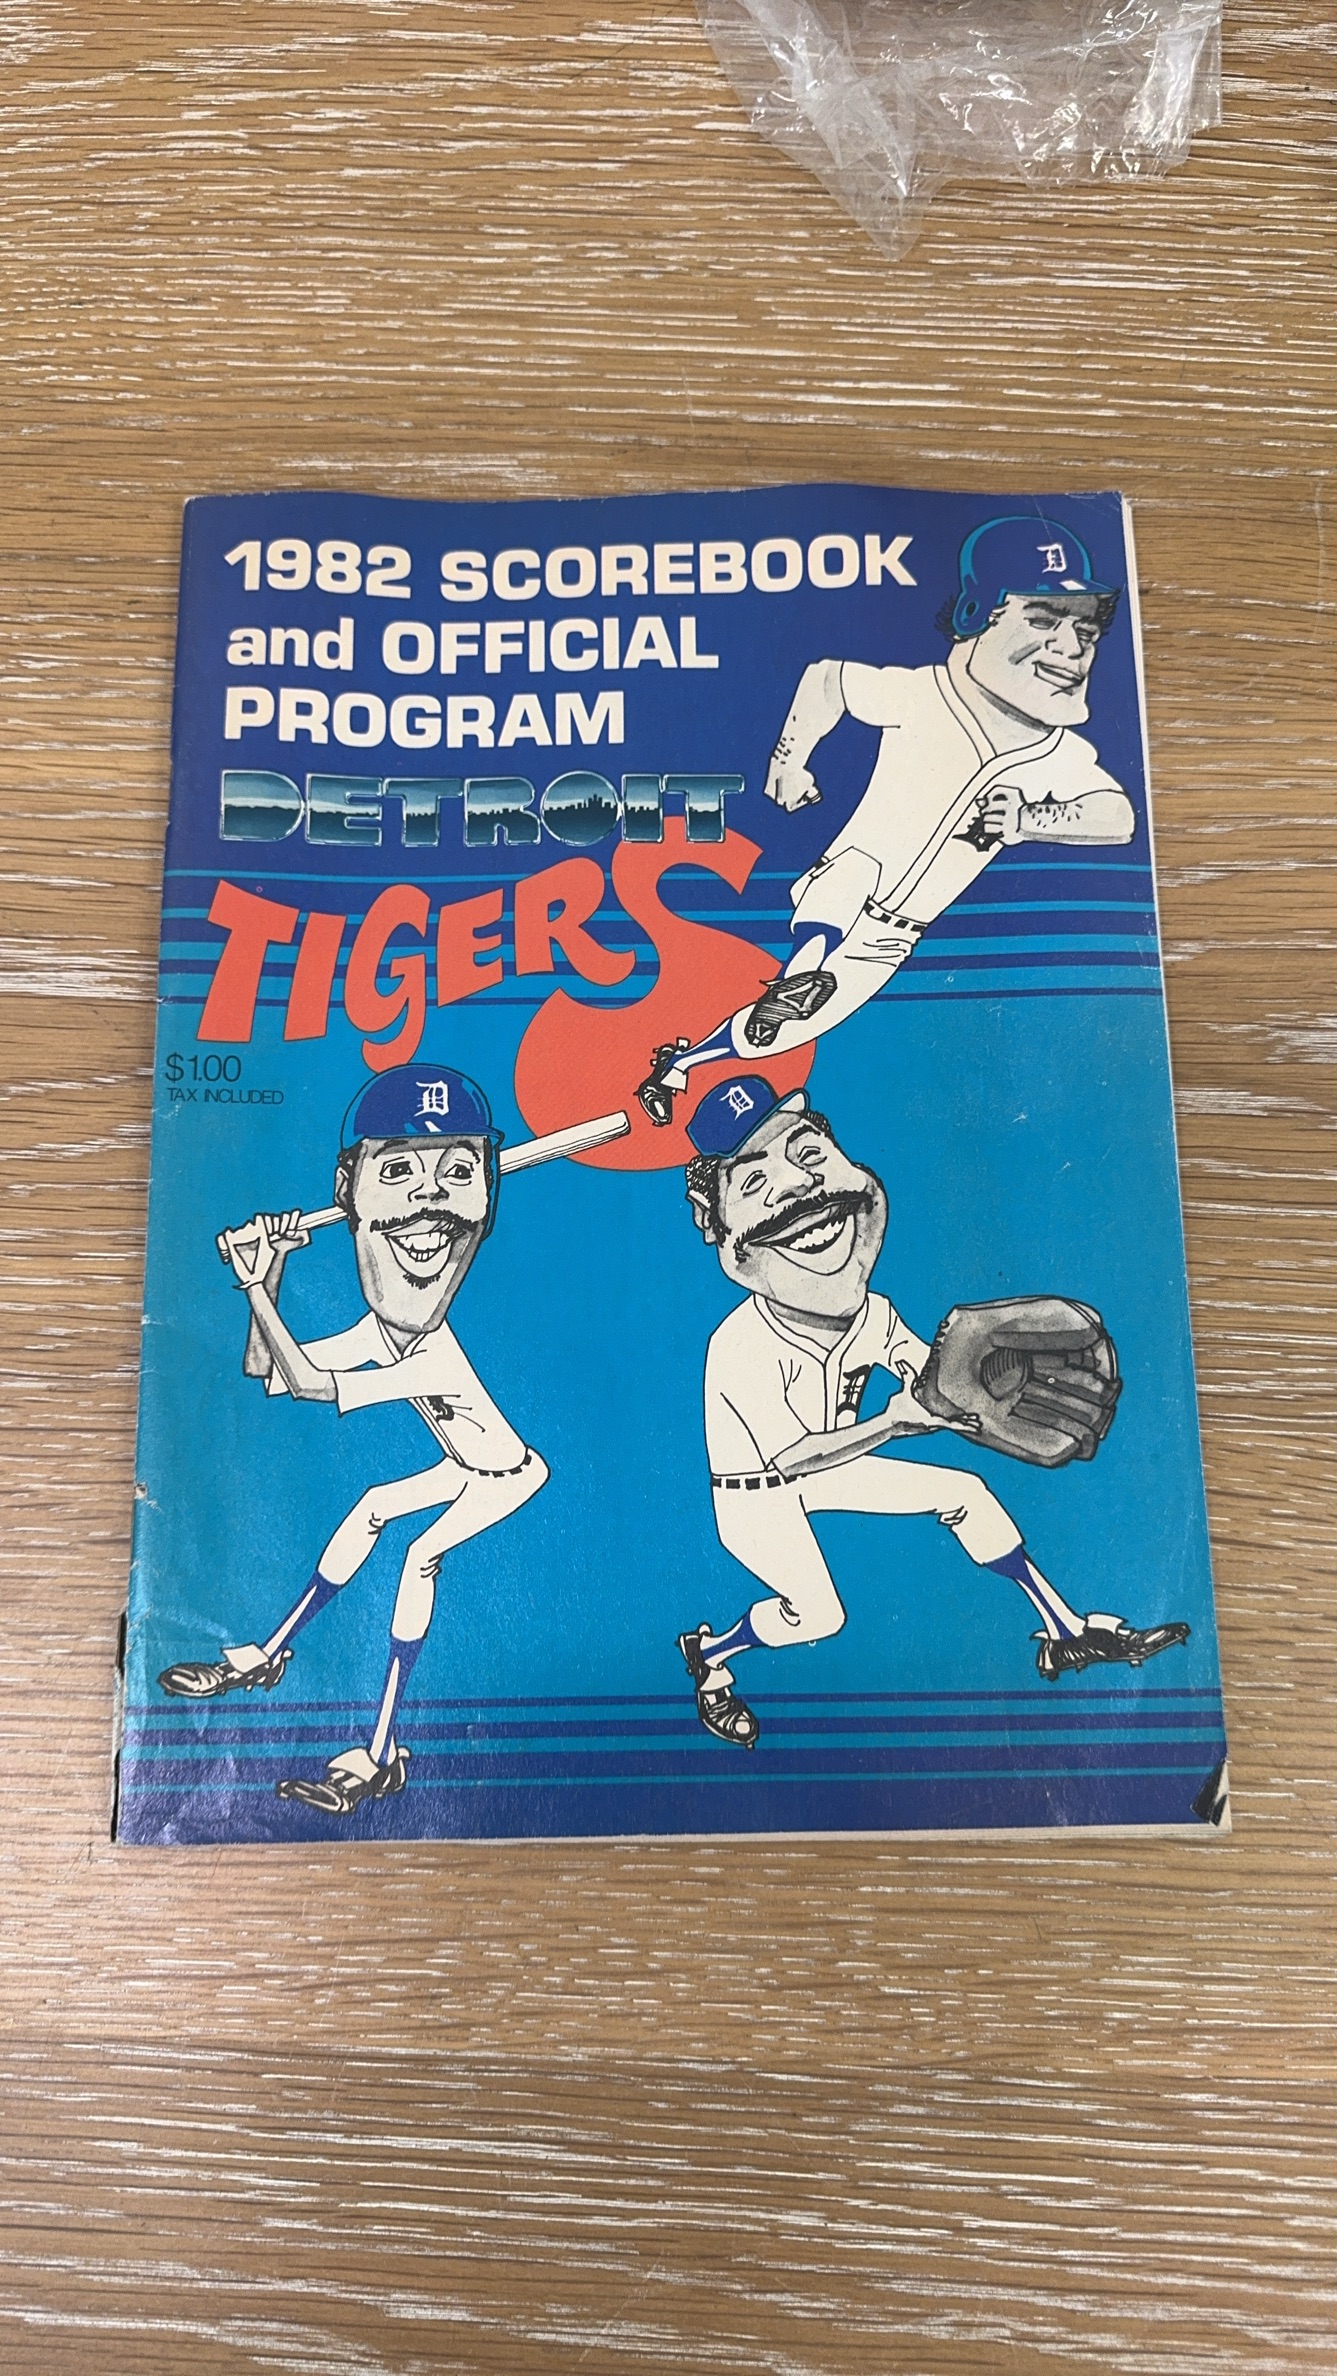 1982 SCOREBOOK
and OFFICIAL
PROGRAM
DETROIT
TIGERS
$1.00
TAX INCLUDED
D
D
D
D